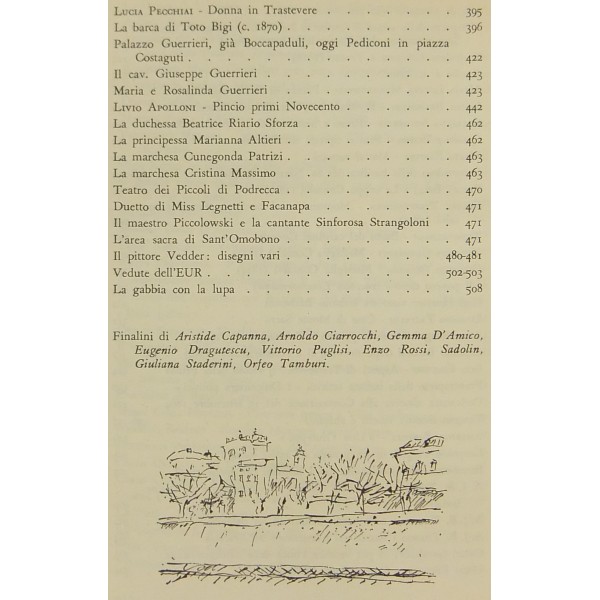 Lucia Pecchiai - Donna in Trastevere . . . . . . . 395
La barca di Toto Bigi (c. 1870) . . . . . . . . . 396
Palazzo Guerrieri, già Boccapaduli, oggi Pediconi in piazza
Costaguti . . . . . . . . . . . . . . 422
Il cav. Giuseppe Guerrieri . . . . . . . . . . 423
Maria e Rosalinda Guerrieri . . . . . . . . . . 423
Livio Apolloni - Pincio primi Novecento . . . . . . 442
La duchessa Beatrice Riario Sforza . . . . . . . . 462
La principessa Marianna Altieri . . . . . . . . . 462
La marchesa Cunegonda Patrizi . . . . . . . . . 463
La marchesa Cristina Massimo . . . . . . . . . 463
Teatro dei Piccoli di Podrecca . . . . . . . . . 470
Duetto di Miss Legnetti e Facanapa . . . . . . . . 471
Il maestro Piccolowski e la cantante Sinforosa Strangoloni . 471
L'area sacra di Sant'Omobono . . . . . . . . . 471
Il pittore Vedder: disegni vari . . . . . . . . 480-481
Vedute dell'EUR . . . . . . . . . . . . 502-503
La gabbia con la lupa . . . . . . . . . . . 508
Finalini di Aristide Capanna, Arnoldo Ciarrocchi, Gemma D'Amico,
Eugenio Dragutescu, Vittorio Puglisi, Enzo Rossi, Sadolin,
Giuliana Staderini, Orfeo Tamburi.